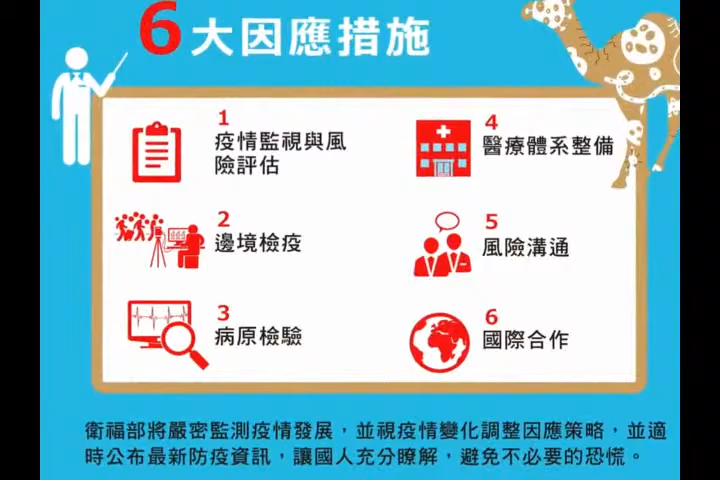 6大因應措施
1
疫情監視與風
險評估
2
邊境檢疫
3
病原檢驗
4
醫療體系整備
5
風險溝通
6
國際合作
衛福部將嚴密監測疫情發展，並視疫情變化調整因應策略，並適
時公布最新防疫資訊，讓國人充分瞭解，避免不必要的恐慌。